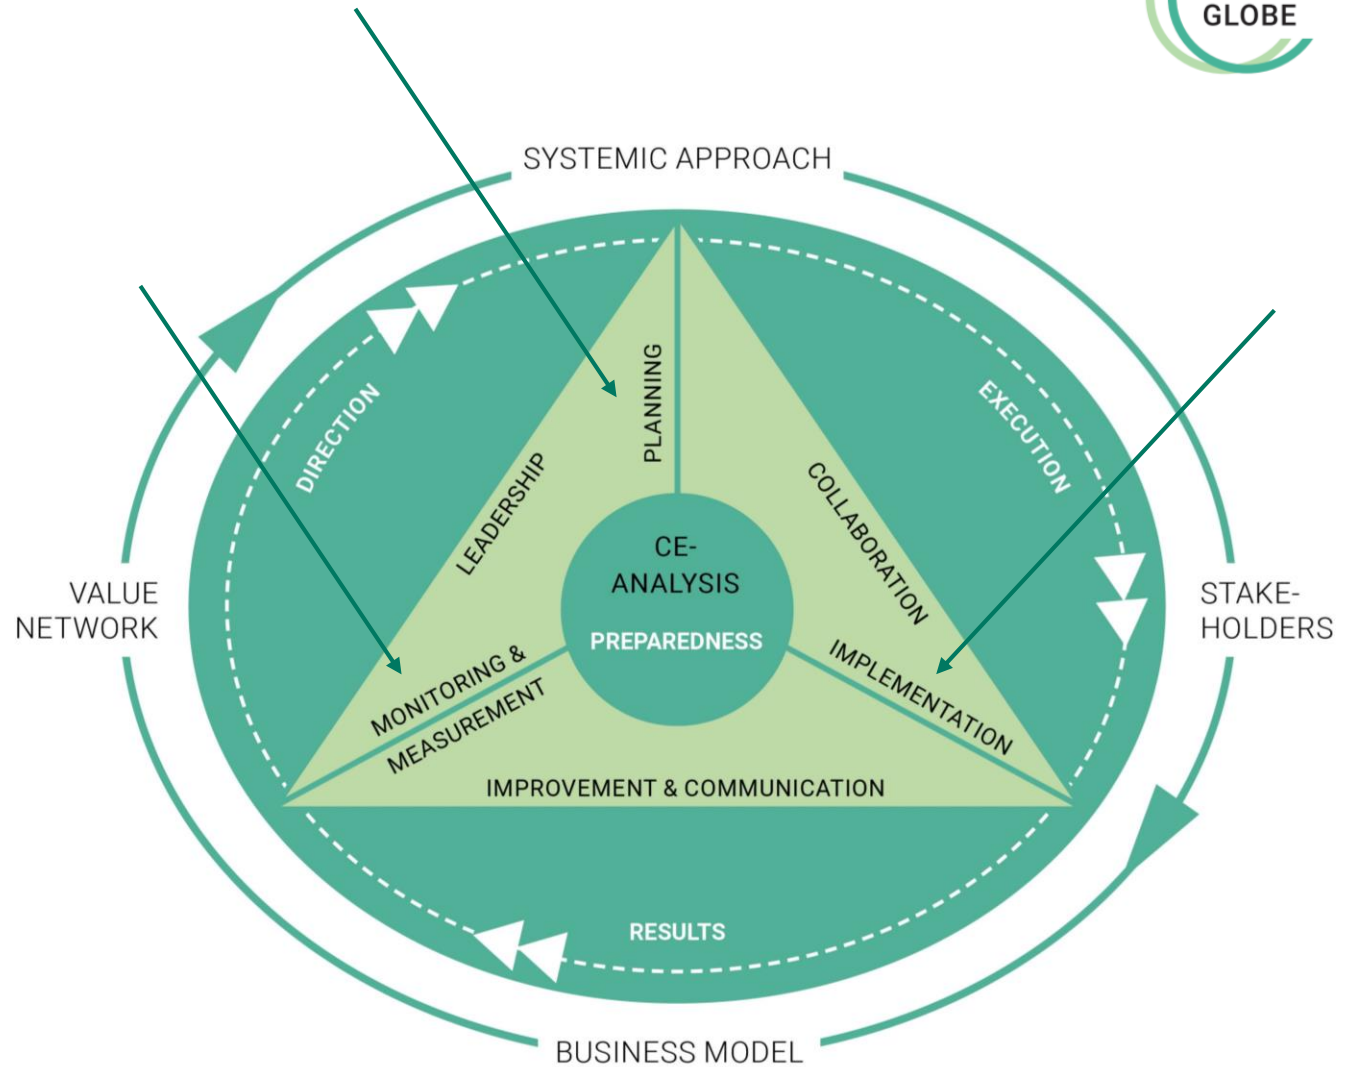 GLOBE
SYSTEMIC APPROACH
DIRECTION
EXECUTION
PLANNING
LEADERSHIP
COLLABORATION
CE-
ANALYSIS
PREPAREDNESS
VALUE
NETWORK
STAKE-
HOLDERS
MONITORING &
MEASUREMENT
IMPLEMENTATION
IMPROVEMENT & COMMUNICATION
RESULTS
BUSINESS MODEL